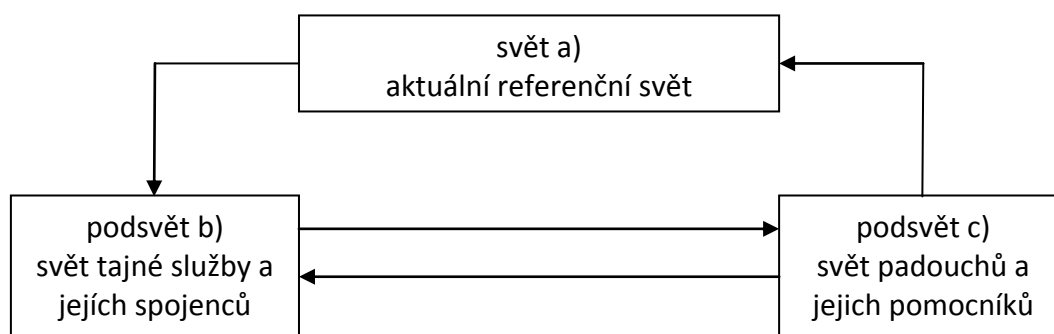 svět a)
aktuální referenční svět
podsvět b)
svět tajné služby a
jejích spojenců
podsvět c)
svět padouchů a
jejich pomocníků